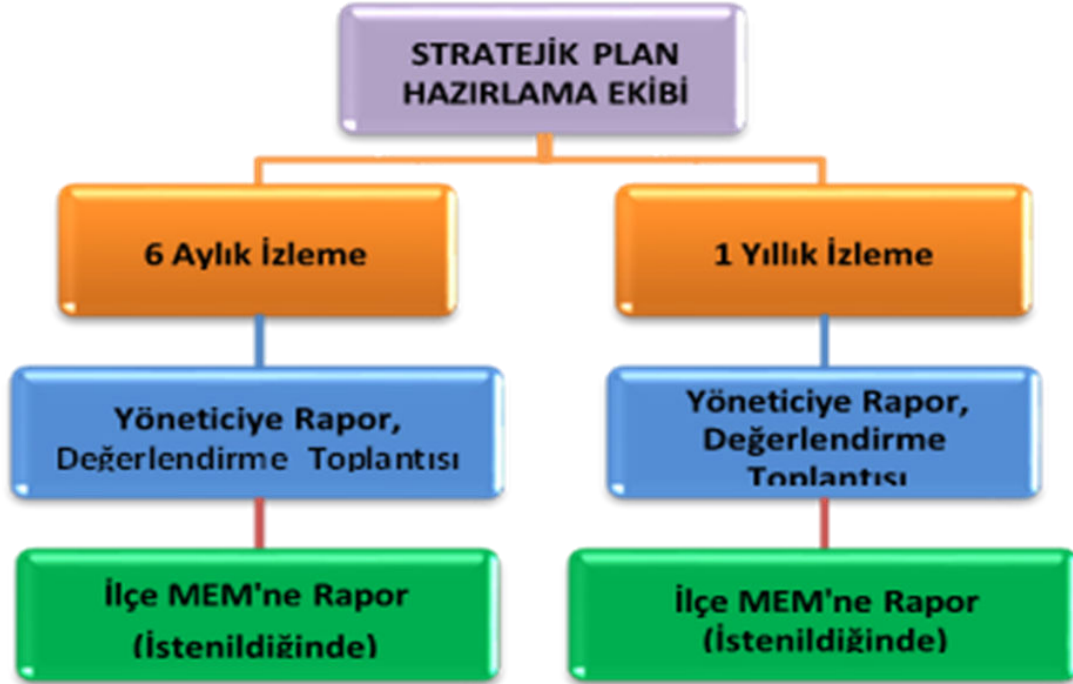 STRATEJİK PLAN
HAZIRLAMA EKİBİ
6 Aylık İzleme
1 Yıllık İzleme
Yöneticiye Rapor,
Değerlendirme Toplantısı
Yöneticiye Rapor,
Değerlendirme
Toplantısı
İlçe MEM'ne Rapor
(İstenildiğinde)
İlçe MEM'ne Rapor
(İstenildiğinde)